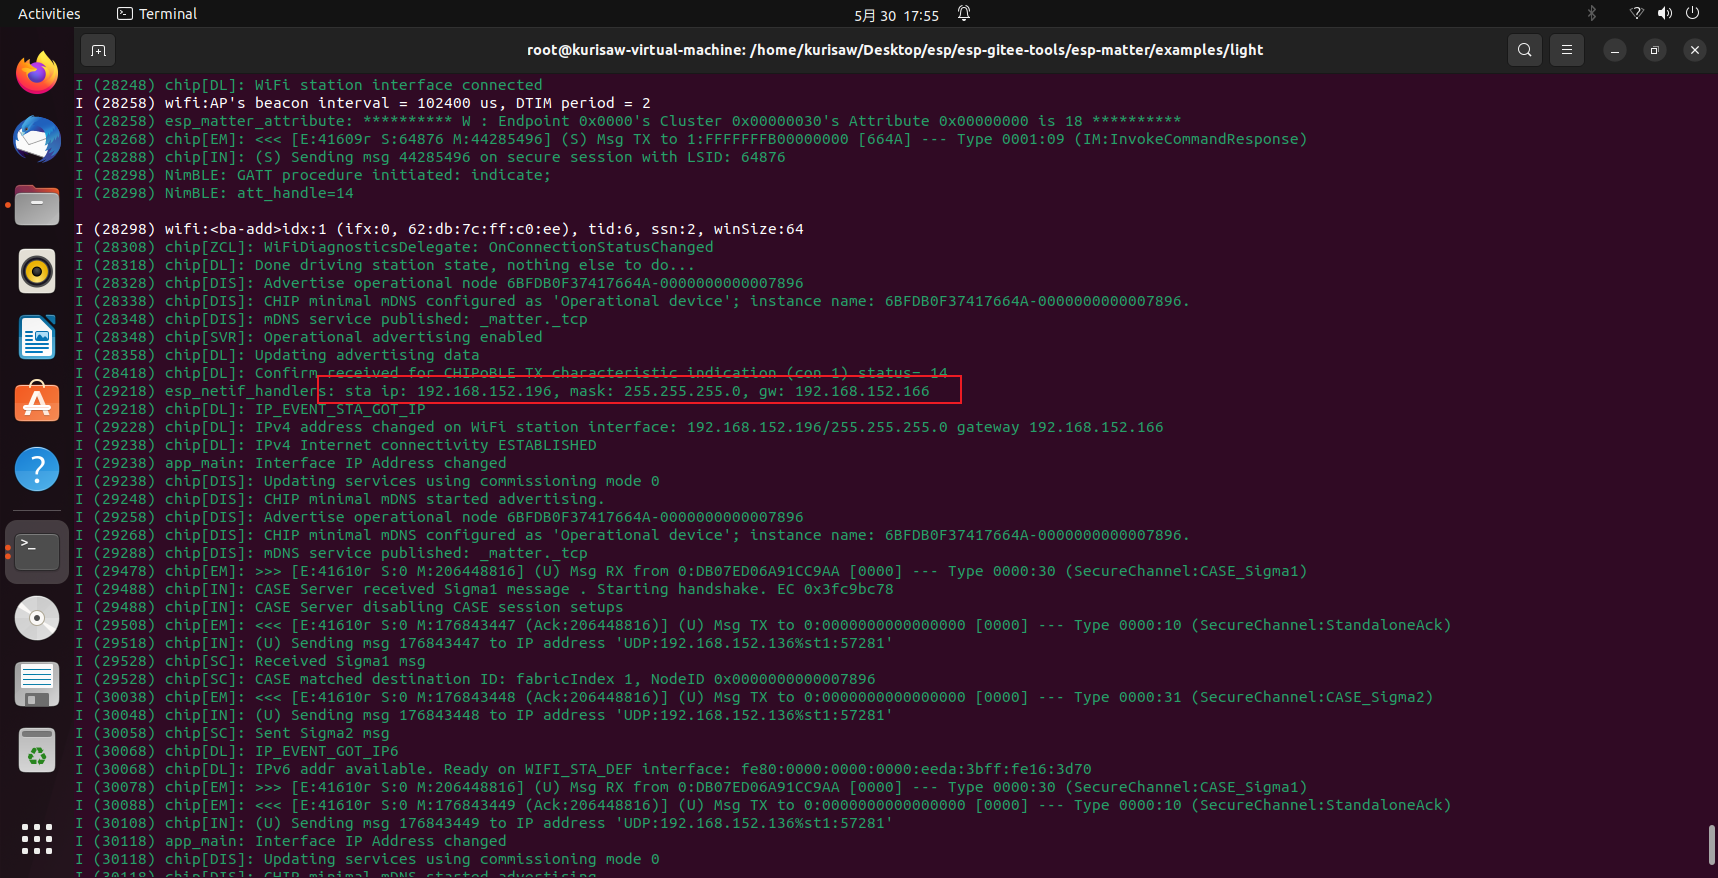 Activities
Terminal
5月 30 17:55
root@kurisaw-virtual-machine: /home/kurisaw/Desktop/esp/esp-gitee-tools/esp-matter/examples/light
I (28248) chip[DL]: WiFi station interface connected
I (28258) wifi:AP's beacon interval = 102400 us, DTIM period = 2
I (28258) esp_matter_attribute: ********** W : Endpoint 0x0000's Cluster 0x00000030's Attribute 0x00000000 is 18 **********
I (28268) chip[EM]: <<< [E:41609r S:64876 M:44285496] (S) Msg TX to 1:FFFFFFFB00000000 [664A] --- Type 0001:09 (IM:InvokeCommandResponse)
I (28288) chip[IN]: (S) Sending msg 44285496 on secure session with LSID: 64876
I (28298) NimBLE: GATT procedure initiated: indicate;
I (28298) NimBLE: att_handle=14
I (28298) wifi:<ba-add>idx:1 (ifx:0, 62:db:7c:ff:c0:ee), tid:6, ssn:2, winSize:64
I (28308) chip[ZCL]: WiFiDiagnosticsDelegate: OnConnectionStatusChanged
I (28318) chip[DL]: Done driving station state, nothing else to do...
I (28328) chip[DIS]: Advertise operational node 6BFDB0F37417664A-0000000000007896
I (28338) chip[DIS]: CHIP minimal mDNS configured as 'Operational device'; instance name: 6BFDB0F37417664A-0000000000007896.
I (28348) chip[DIS]: mDNS service published: _matter._tcp
I (28348) chip[SVR]: Operational advertising enabled
I (28358) chip[DL]: Updating advertising data
I (28418) chip[DL]: Confirm received for CHIPoBLE TX characteristic indication (con 1) status= 14
I (29218) esp_netif_handlers: sta ip: 192.168.152.196, mask: 255.255.255.0, gw: 192.168.152.166
I (29218) chip[DL]: IP_EVENT_STA_GOT_IP
I (29228) chip[DL]: IPv4 address changed on WiFi station interface: 192.168.152.196/255.255.255.0 gateway 192.168.152.166
I (29238) chip[DL]: IPv4 Internet connectivity ESTABLISHED
I (29238) app_main: Interface IP Address changed
I (29238) chip[DIS]: Updating services using commissioning mode 0
I (29248) chip[DIS]: CHIP minimal mDNS started advertising.
I (29258) chip[DIS]: Advertise operational node 6BFDB0F37417664A-0000000000007896
I (29268) chip[DIS]: CHIP minimal mDNS configured as 'Operational device'; instance name: 6BFDB0F37417664A-0000000000007896.
I (29288) chip[DIS]: mDNS service published: _matter._tcp
I (29478) chip[EM]: >>> [E:41610r S:0 M:206448816] (U) Msg RX from 0:DB07ED06A91CC9AA [0000] --- Type 0000:30 (SecureChannel:CASE_Sigma1)
I (29488) chip[IN]: CASE Server received Sigma1 message . Starting handshake. EC 0x3fc9bc78
I (29488) chip[IN]: CASE Server disabling CASE session setups
I (29508) chip[EM]: <<< [E:41610r S:0 M:176843447 (Ack:206448816)] (U) Msg TX to 0:0000000000000000 [0000] --- Type 0000:10 (SecureChannel:StandaloneAck)
I (29518) chip[IN]: (U) Sending msg 176843447 to IP address 'UDP:192.168.152.136%st1:57281'
I (29528) chip[SC]: Received Sigma1 msg
I (29528) chip[SC]: CASE matched destination ID: fabricIndex 1, NodeID 0x0000000000007896
I (30038) chip[EM]: <<< [E:41610r S:0 M:176843448 (Ack:206448816)] (U) Msg TX to 0:0000000000000000 [0000] --- Type 0000:31 (SecureChannel:CASE_Sigma2)
I (30048) chip[IN]: (U) Sending msg 176843448 to IP address 'UDP:192.168.152.136%st1:57281'
I (30058) chip[SC]: Sent Sigma2 msg
I (30068) chip[DL]: IP_EVENT_GOT_IP6
I (30068) chip[DL]: IPv6 addr available. Ready on WIFI_STA_DEF interface: fe80:0000:0000:0000:eeda:3bff:fe16:3d70
I (30078) chip[EM]: >>> [E:41610r S:0 M:206448816] (U) Msg RX from 0:DB07ED06A91CC9AA [0000] --- Type 0000:30 (SecureChannel:CASE_Sigma1)
I (30088) chip[EM]: <<< [E:41610r S:0 M:176843449 (Ack:206448816)] (U) Msg TX to 0:0000000000000000 [0000] --- Type 0000:10 (SecureChannel:StandaloneAck)
I (30108) chip[IN]: (U) Sending msg 176843449 to IP address 'UDP:192.168.152.136%st1:57281'
I (30118) app_main: Interface IP Address changed
I (30118) chip[DIS]: Updating services using commissioning mode 0
I (30118) chip[DIS]: CHIP minimal mDNS started advertising.